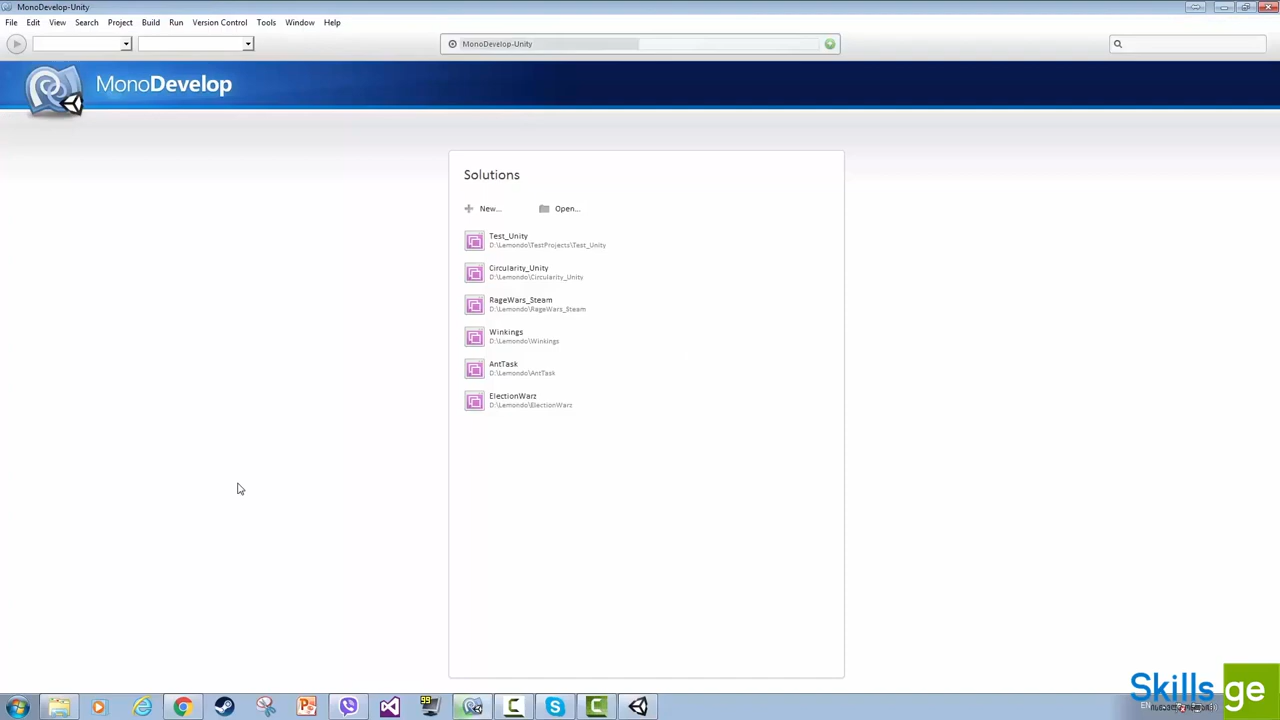 MonoDevelop-Unity
File Edit View Search Project Build Run Version Control Tools Window Help
MonoDevelop-Unity
MonoDevelop
Solutions
New... Open...
Test_Unity
D:\Lemondo\TestProjects\Test_Unity
Circularity_Unity
D:\Lemondo\Circularity_Unity
RageWars_Steam
D:\Lemondo\RageWars_Steam
Winkings
D:\Lemondo\Winkings
AntTask
D:\Lemondo\AntTask
ElectionWarz
D:\Lemondo\ElectionWars
99
Skills ge